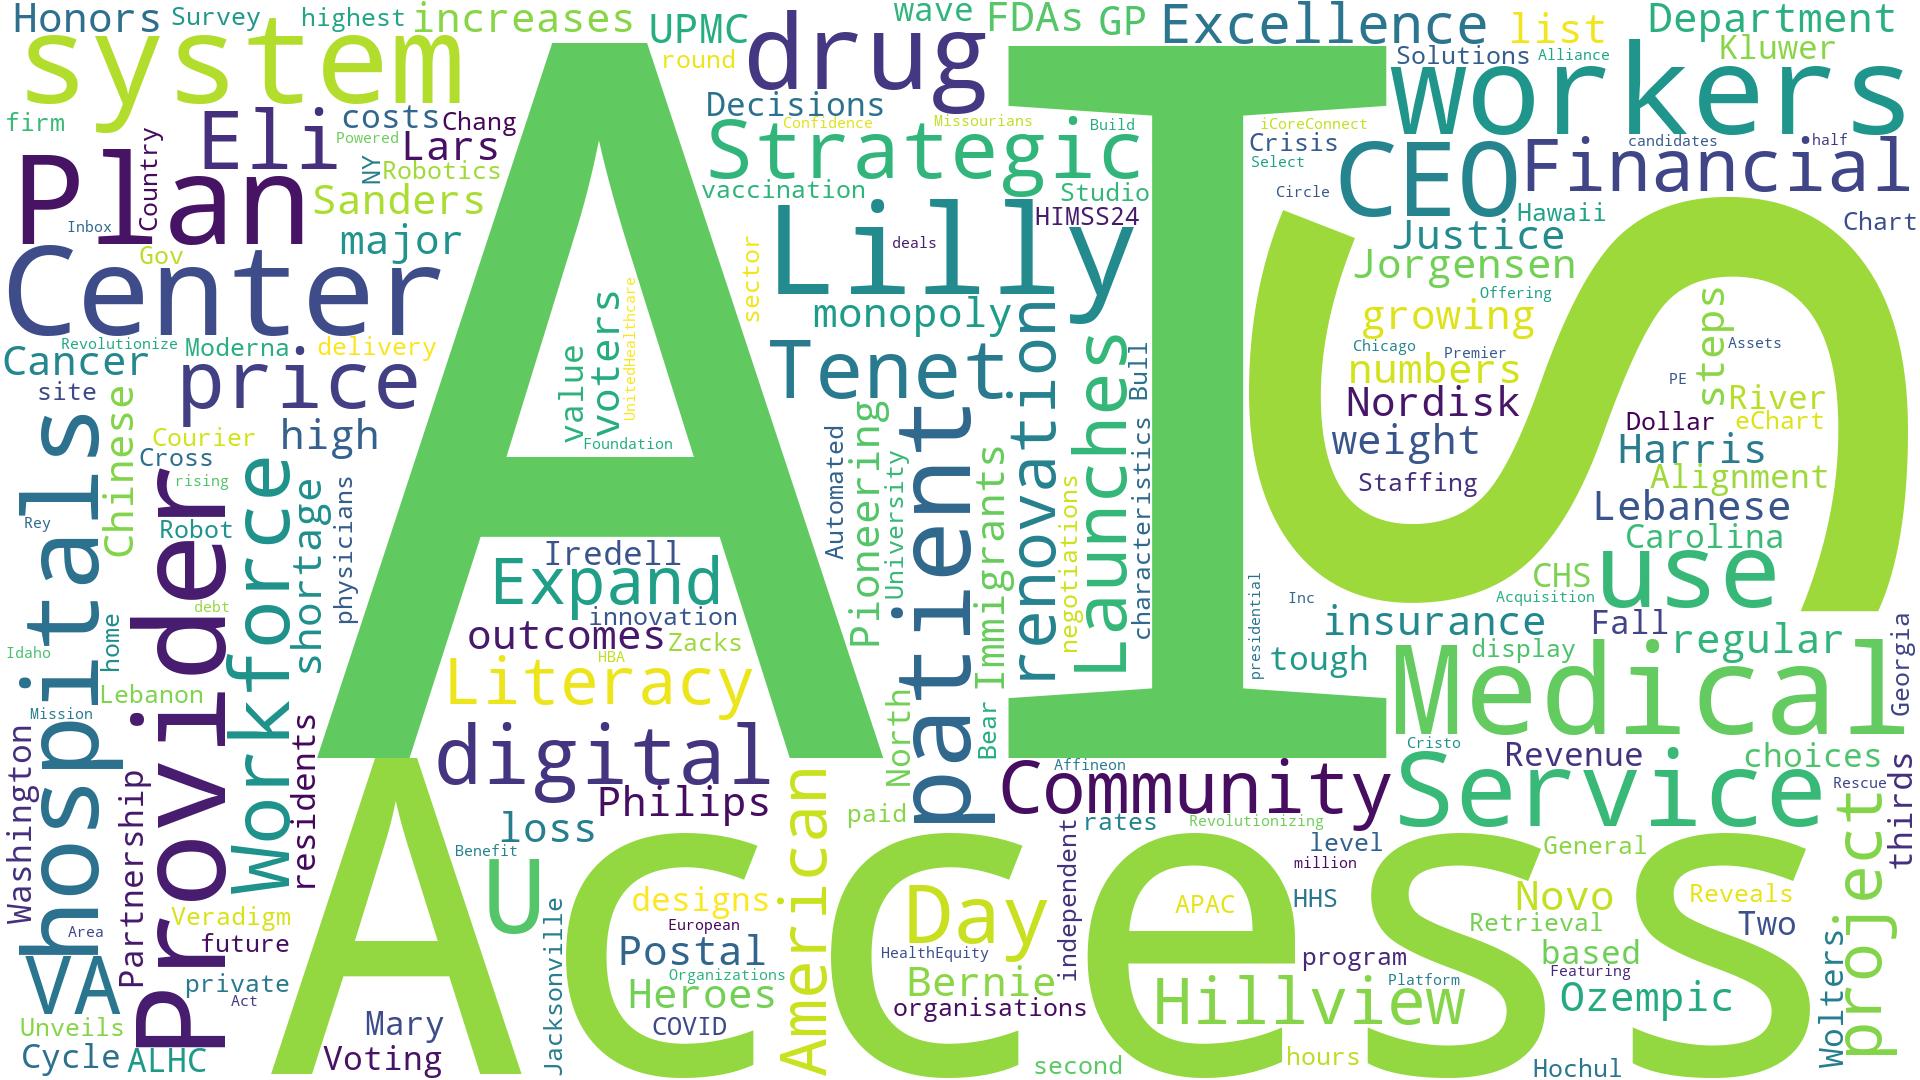 Honors
Survey
highest
increases
UPMC
wave
FDAs
GP
Excellence
list
Department
system
round
drug
Solutions
Alliance
Kluwer
workers
firm
Eli
costs
Chang
Powered
Lars
Decisions
Confidence
Missourians
Build
iCoreConnect
Crisis
Select
CEO
Financial
candidates
half
Plan
Country
NY
Robotics
Sanders
Strategic
vaccination
Studio
HIMSS24
Circle
Hawaii
Chart
Inbox
Gov
major
AI
S
Lilly
deals
Justice
Jorgensen
Offering
Center
sector
monopoly
growing
steps
Revolutionize
Moderna
delivery
Cancer
price
site
Chinese
value
voters
UnitedHealthcare
Foundation
Tenet
renovation
Launches
Bull
Chicago
Premier
Assets
numbers
PE
Nordisk
River
Dollar
eChart
weight
Harris
Staffing
Alignment
Courier
high
Cross
rising
hospitals
Provider
Workforce
shortage
physicians
Rey
Robot
Automated
Pioneering
University
patient
Immigrants
negotiations
characteristics
Lebanese
Carolina
Iredell
Expand
innovation
outcomes
Zacks
HBA
Literacy
CHS
use
Acquisition
presidential
Inc
insurance
Fall
regular
tough
display
Georgia
debt
home
Idaho
Lebanon
Mission
Medical
digital
Philips
North
Bear
Cristo
Revenue
choices
Washington
Partnership
residents
Community
Affineon
Service
Rescue
thirds
loss
Benefit
American
paid
rates
Revolutionizing
level
million
General
project
Access
U
Jacksonville
designs
European
Postal
Organizations
Heroes
COVID
Day
HealthEquity
Bernie
organisations
independent
APAC
HHS
Novo
Reveals
Retrieval
Two
Veradigm
future
Area
VA
private
Act
program
based
Featuring
Platform
Hillview
Ozempic
Wolters
Unveils
Mary
Cycle
ALHC
Voting
second
hours
Hochul